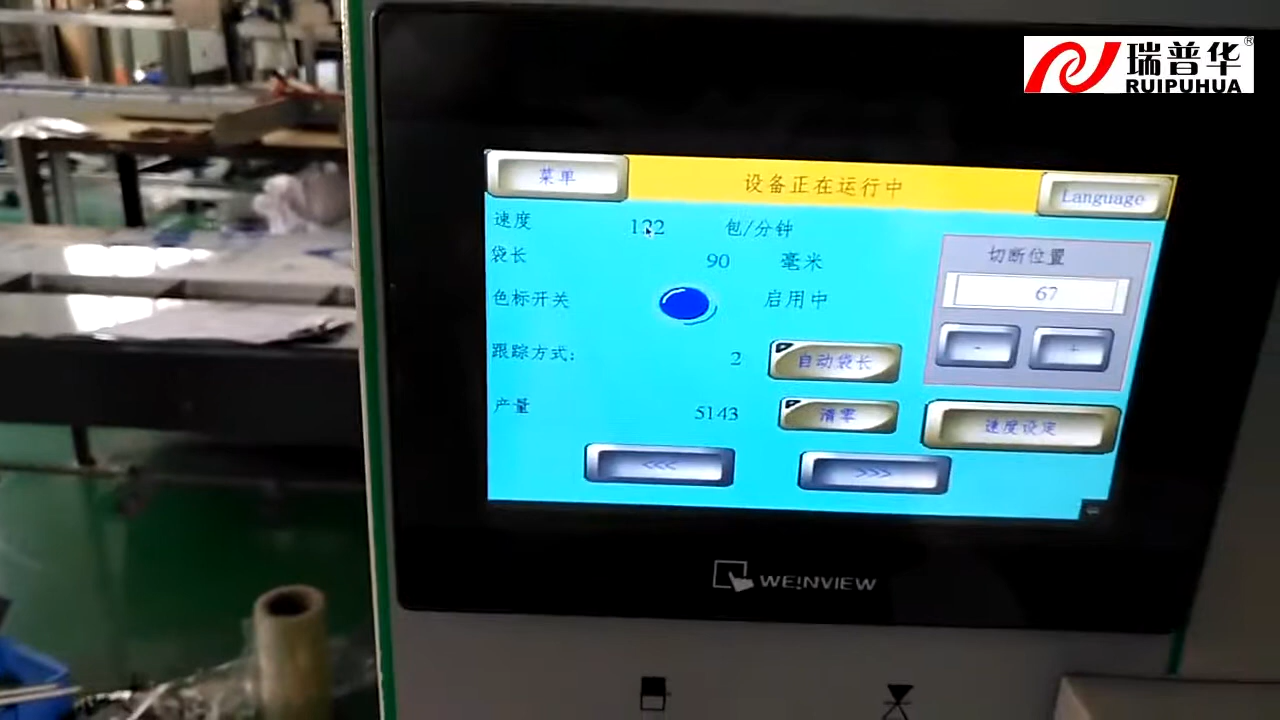 瑞普华®
RUIPUHUA
菜单
设备正在运行中
Language
速度 122 包/分钟
袋长 90 毫米
切断位置
67
色标开关 启用中
- +
跟踪方式: 2 自动袋长
产量 5143 清零
速度设定
<<< >>>
WEINVIEW